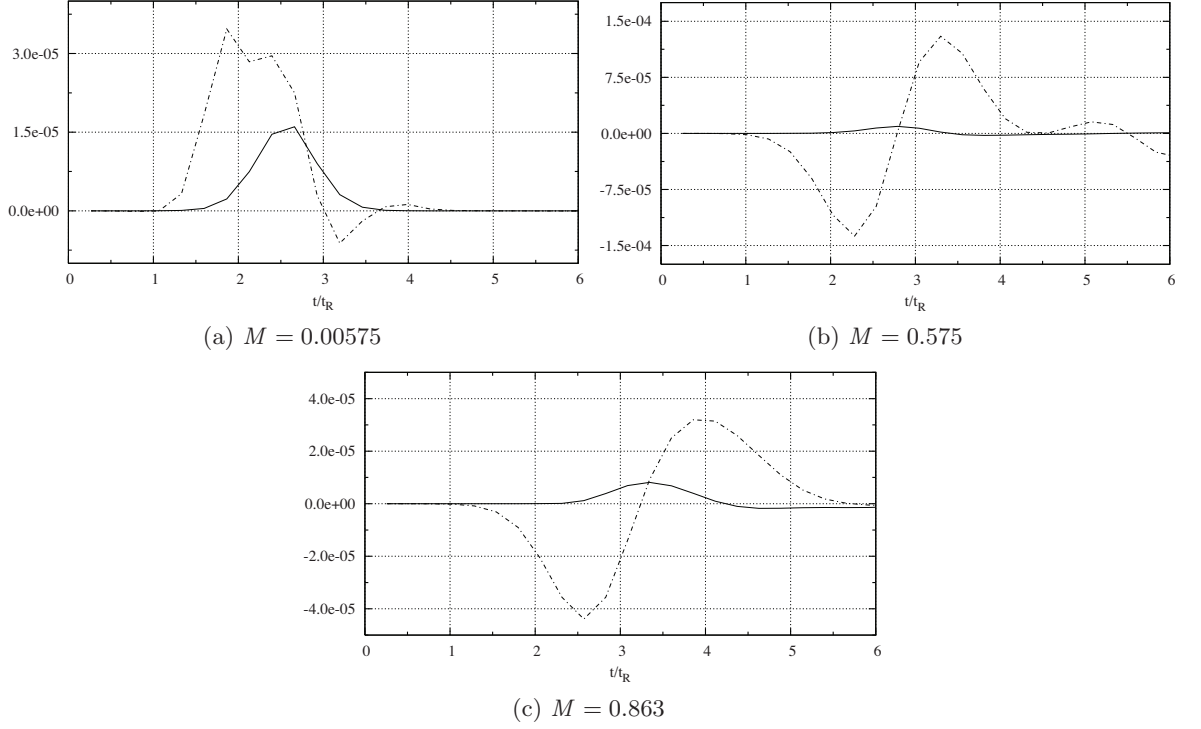 3.0e-05
1.5e-05
0.0e+00
0 1 2 3 4 5 6
t/tR
(a) M = 0.00575
1.5e-04
7.5e-05
0.0e+00
-7.5e-05
-1.5e-04
0 1 2 3 4 5 6
t/tR
(b) M = 0.575
4.0e-05
2.0e-05
0.0e+00
-2.0e-05
-4.0e-05
0 1 2 3 4 5 6
t/tR
(c) M = 0.863